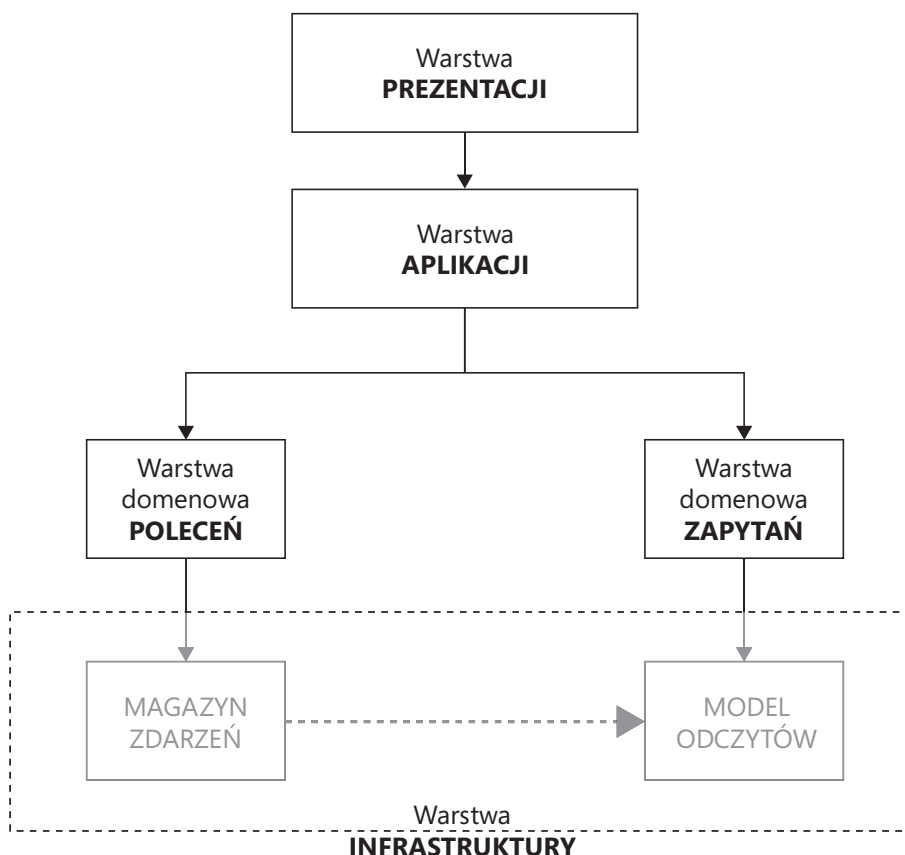 Warstwa
PREZENTACJI
Warstwa
APLIKACJI
Warstwa
domenowa
POLECEŃ
Warstwa
domenowa
ZAPYTAŃ
MAGAZYN
ZDARZEŃ
MODEL
ODCZYTÓW
Warstwa
INFRASTRUKTURY